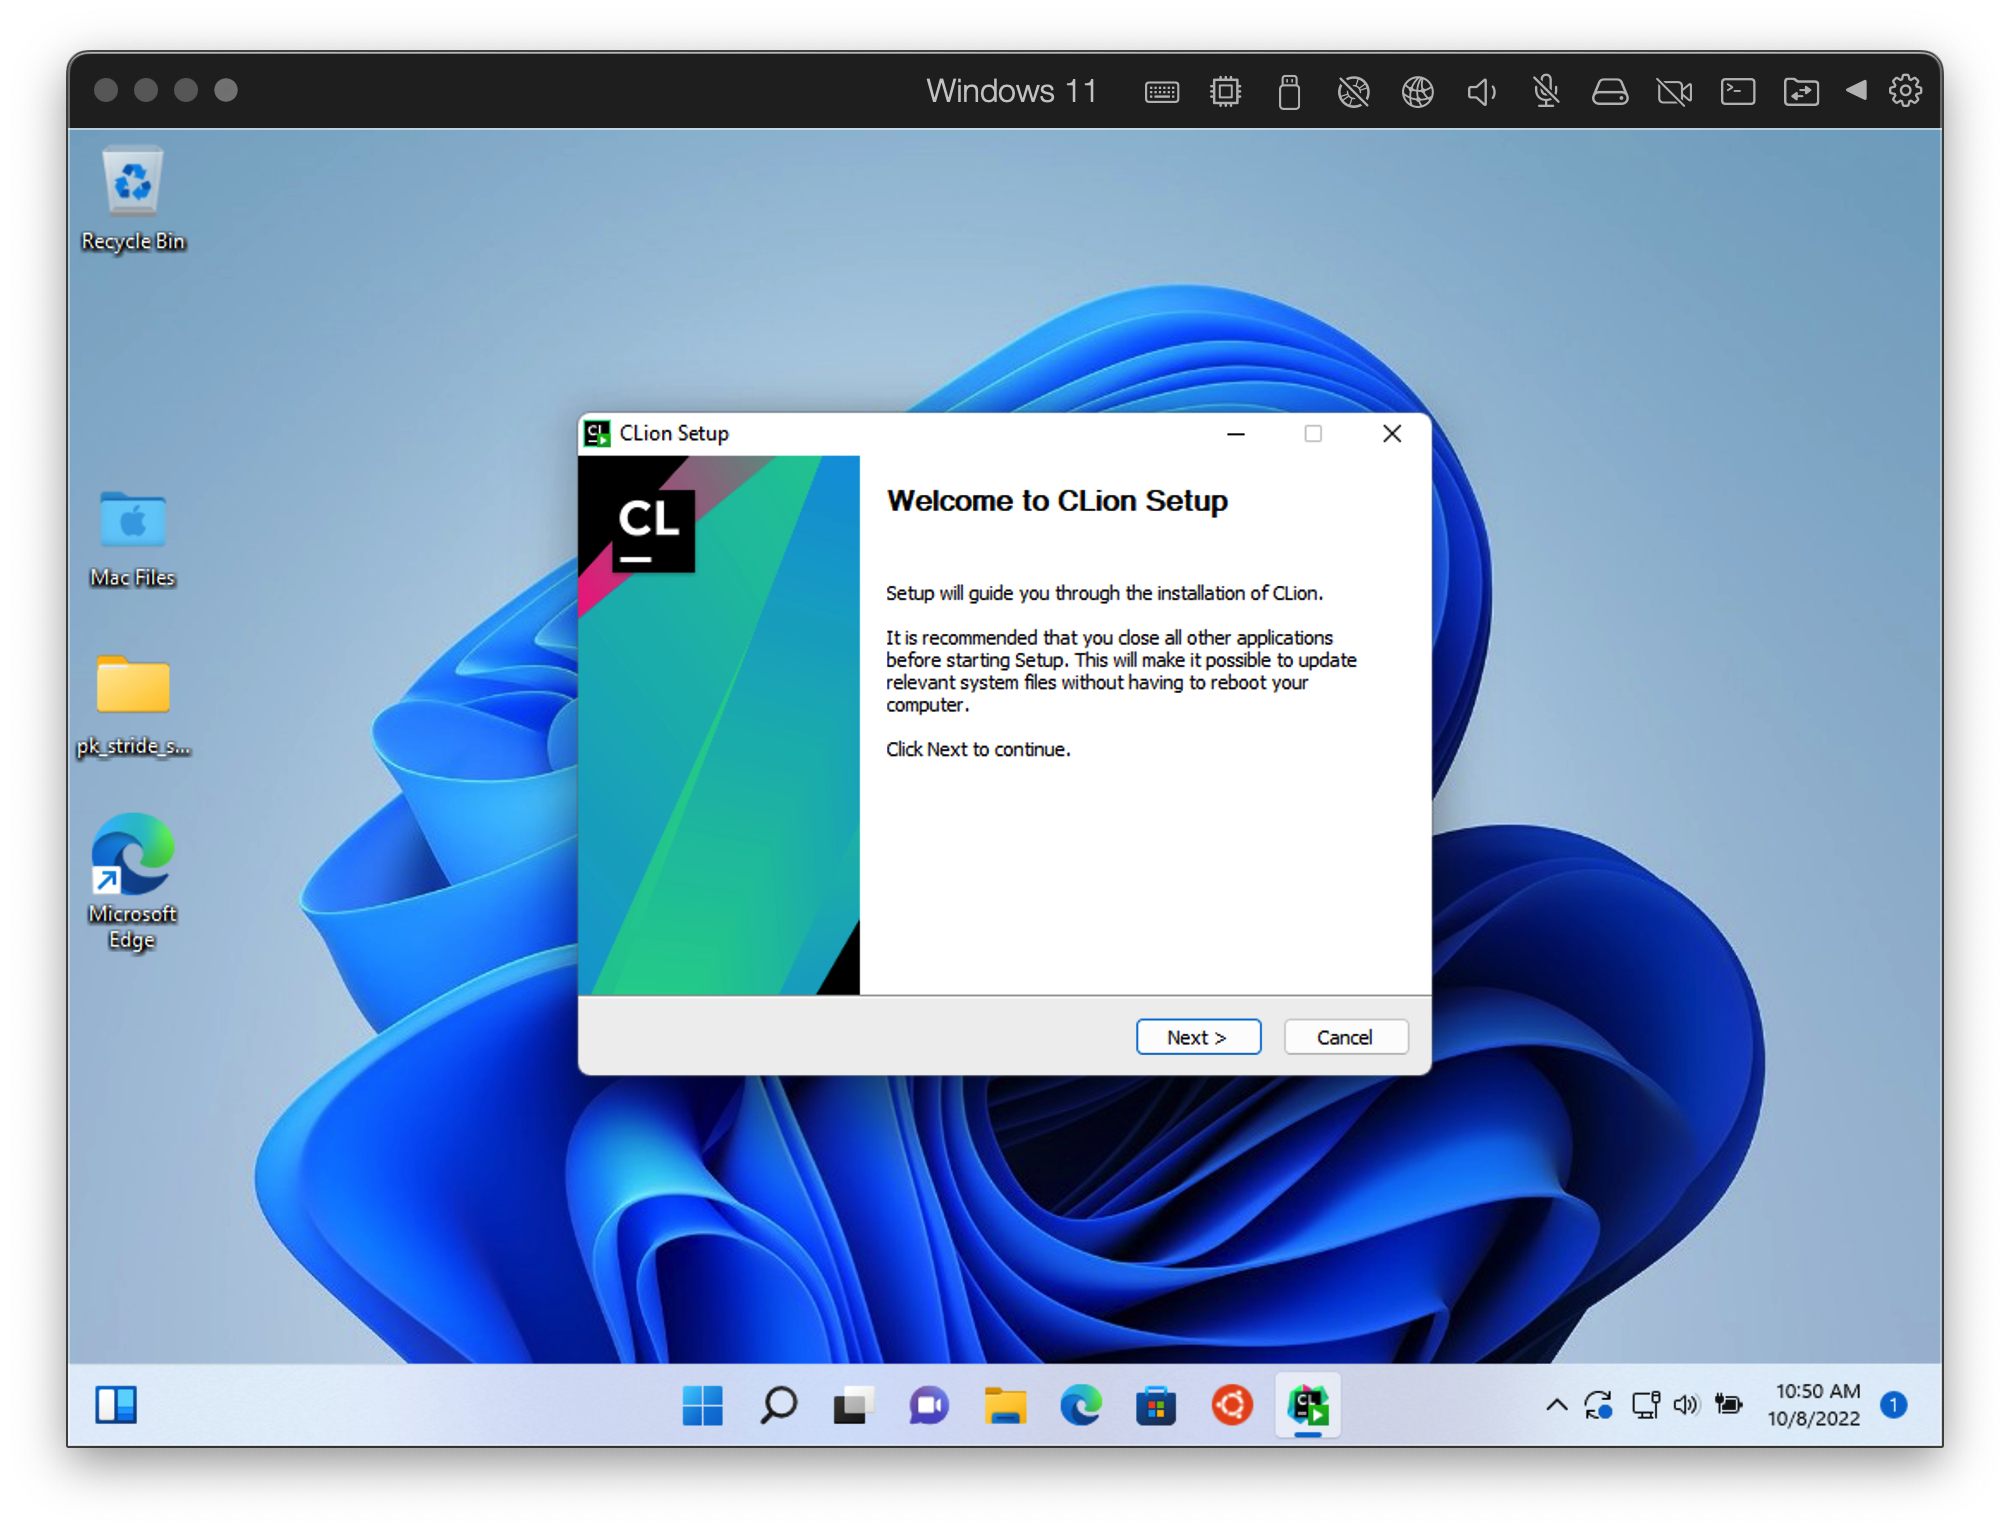 Windows 11
Recycle Bin
Mac Files
pk_stride_s...
Microsoft
Edge
CLion Setup
CL
Welcome to CLion Setup
Setup will guide you through the installation of CLion.
It is recommended that you close all other applications
before starting Setup. This will make it possible to update
relevant system files without having to reboot your
computer.
Click Next to continue.
Next >
Cancel
CL
10:50 AM
10/8/2022
1